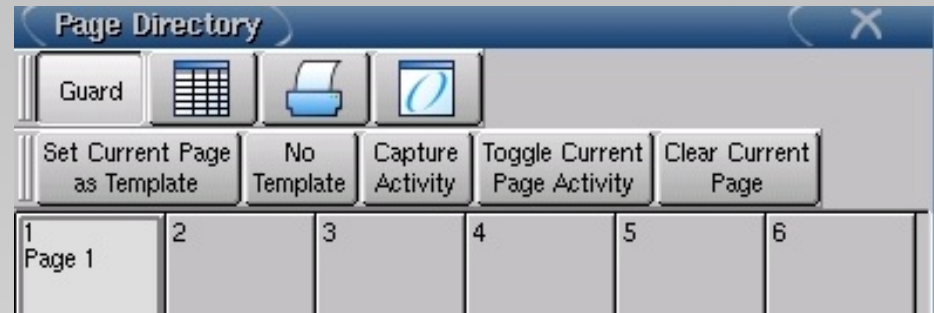 Page Directory
Guard
Set Current Page
as Template
No
Template
Capture
Activity
Toggle Current
Page Activity
Clear Current
Page
1
Page 1
2
3
4
5
6